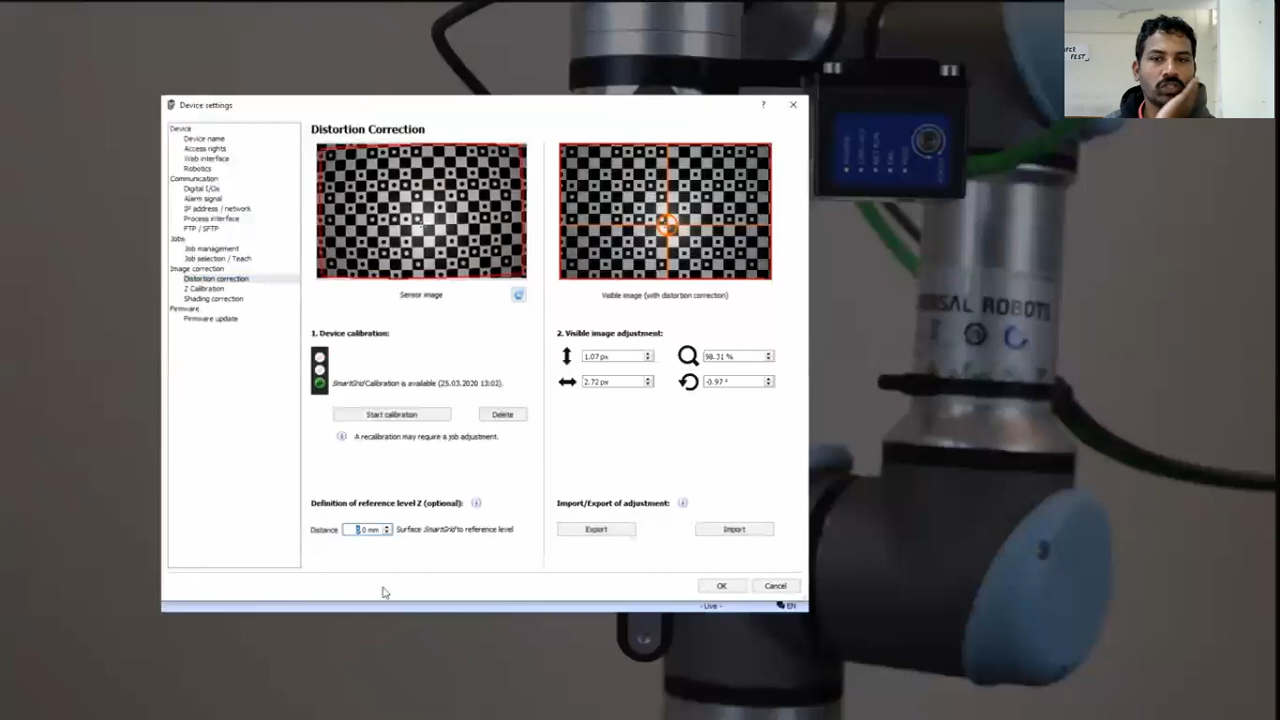 Device settings
?
Device
Device name
Access rights
Web interface
Robotics
Communication
Digital I/Os
Alarm signal
IP address / network
Process interface
FTP / SFTP
Jobs
Job management
Job selection / Teach
Image correction
Distortion correction
Z Calibration
Shading correction
Firmware
Firmware update
Distortion Correction
Sensor image
Visible image (with distortion correction)
1. Device calibration:
SmartGrid Calibration is available (25.03.2020 13:02).
Start calibration
Delete
A recalibration may require a job adjustment.
Definition of reference level Z (optional):
Distance
.0 mm
Surface SmartGrid to reference level
2. Visible image adjustment:
1.07 px
98.31 %
2.72 px
-0.97 °
Import/Export of adjustment:
Export
Import
OK
Cancel
- Live -
EN
ROBOTS
FEST